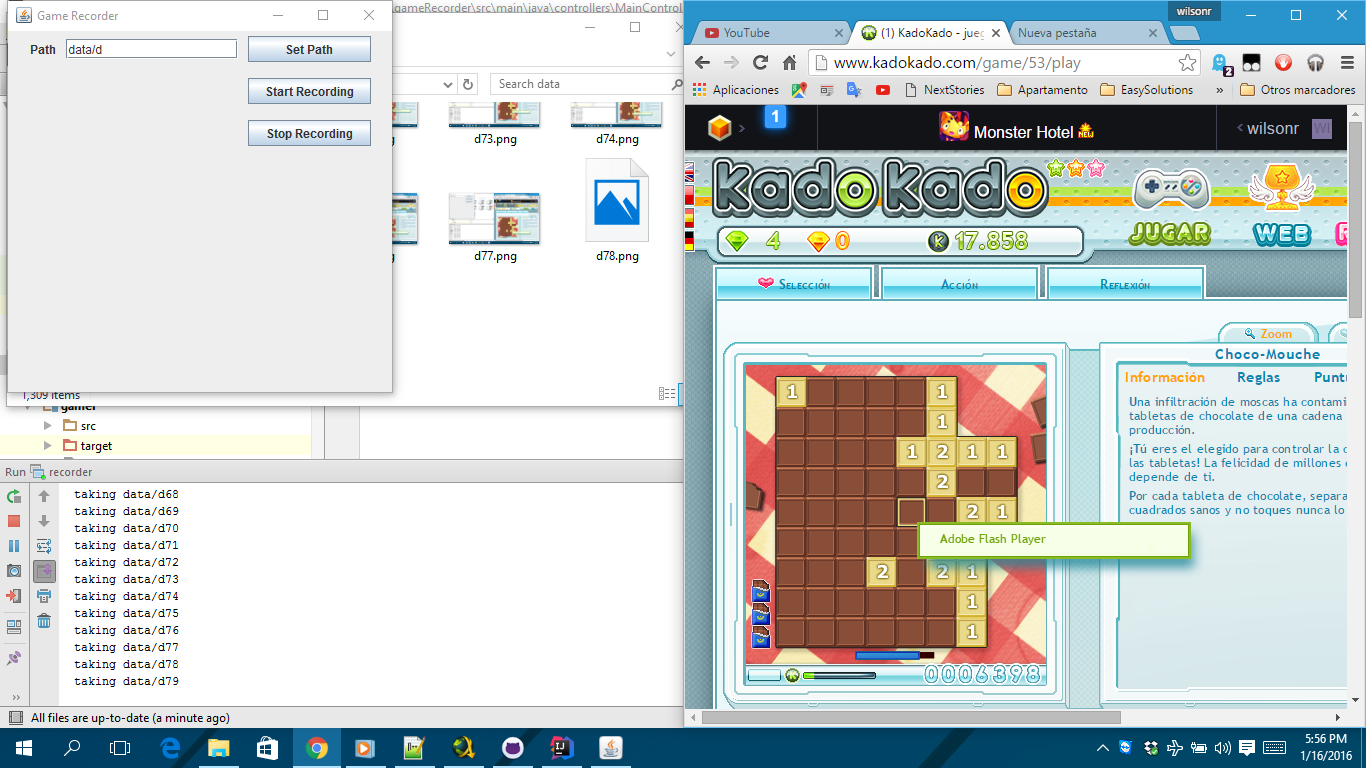 Game Recorder
Path data/d Set Path
Start Recording
Stop Recording
gameRecorder\src\main\java\controllers\MainControl
Search data
d73.png
d74.png
d77.png
d78.png
1,309 items
gamer
src
target
Run recorder
taking data/d68
taking data/d69
taking data/d70
taking data/d71
taking data/d72
taking data/d73
taking data/d74
taking data/d75
taking data/d76
taking data/d77
taking data/d78
taking data/d79
All files are up-to-date (a minute ago)
wilsonr
YouTube
(1) KadoKado - jueg
Nueva pestaña
www.kadokado.com/game/53/play
2
Aplicaciones
NextStories
Apartamento
EasySolutions
»
Otros marcadores
1
Monster Hotel NEW
wilsonr WI
KadoKado
4 0 K 17.858
JUGAR WEB
Selección Acción Reflexión
Zoom
Choco-Mouche
Información Reglas Puntu
Una infiltración de moscas ha contami
tabletas de chocolate de una cadena
producción.
¡Tú eres el elegido para controlar la c
las tabletas! La felicidad de millones
depende de ti.
Por cada tableta de chocolate, separa
cuadrados sanos y no toques nunca lo
1 1
1
1 2 1 1
2
2 1
Adobe Flash Player
2 2 1
1
1
0006398
5:56 PM
1/16/2016